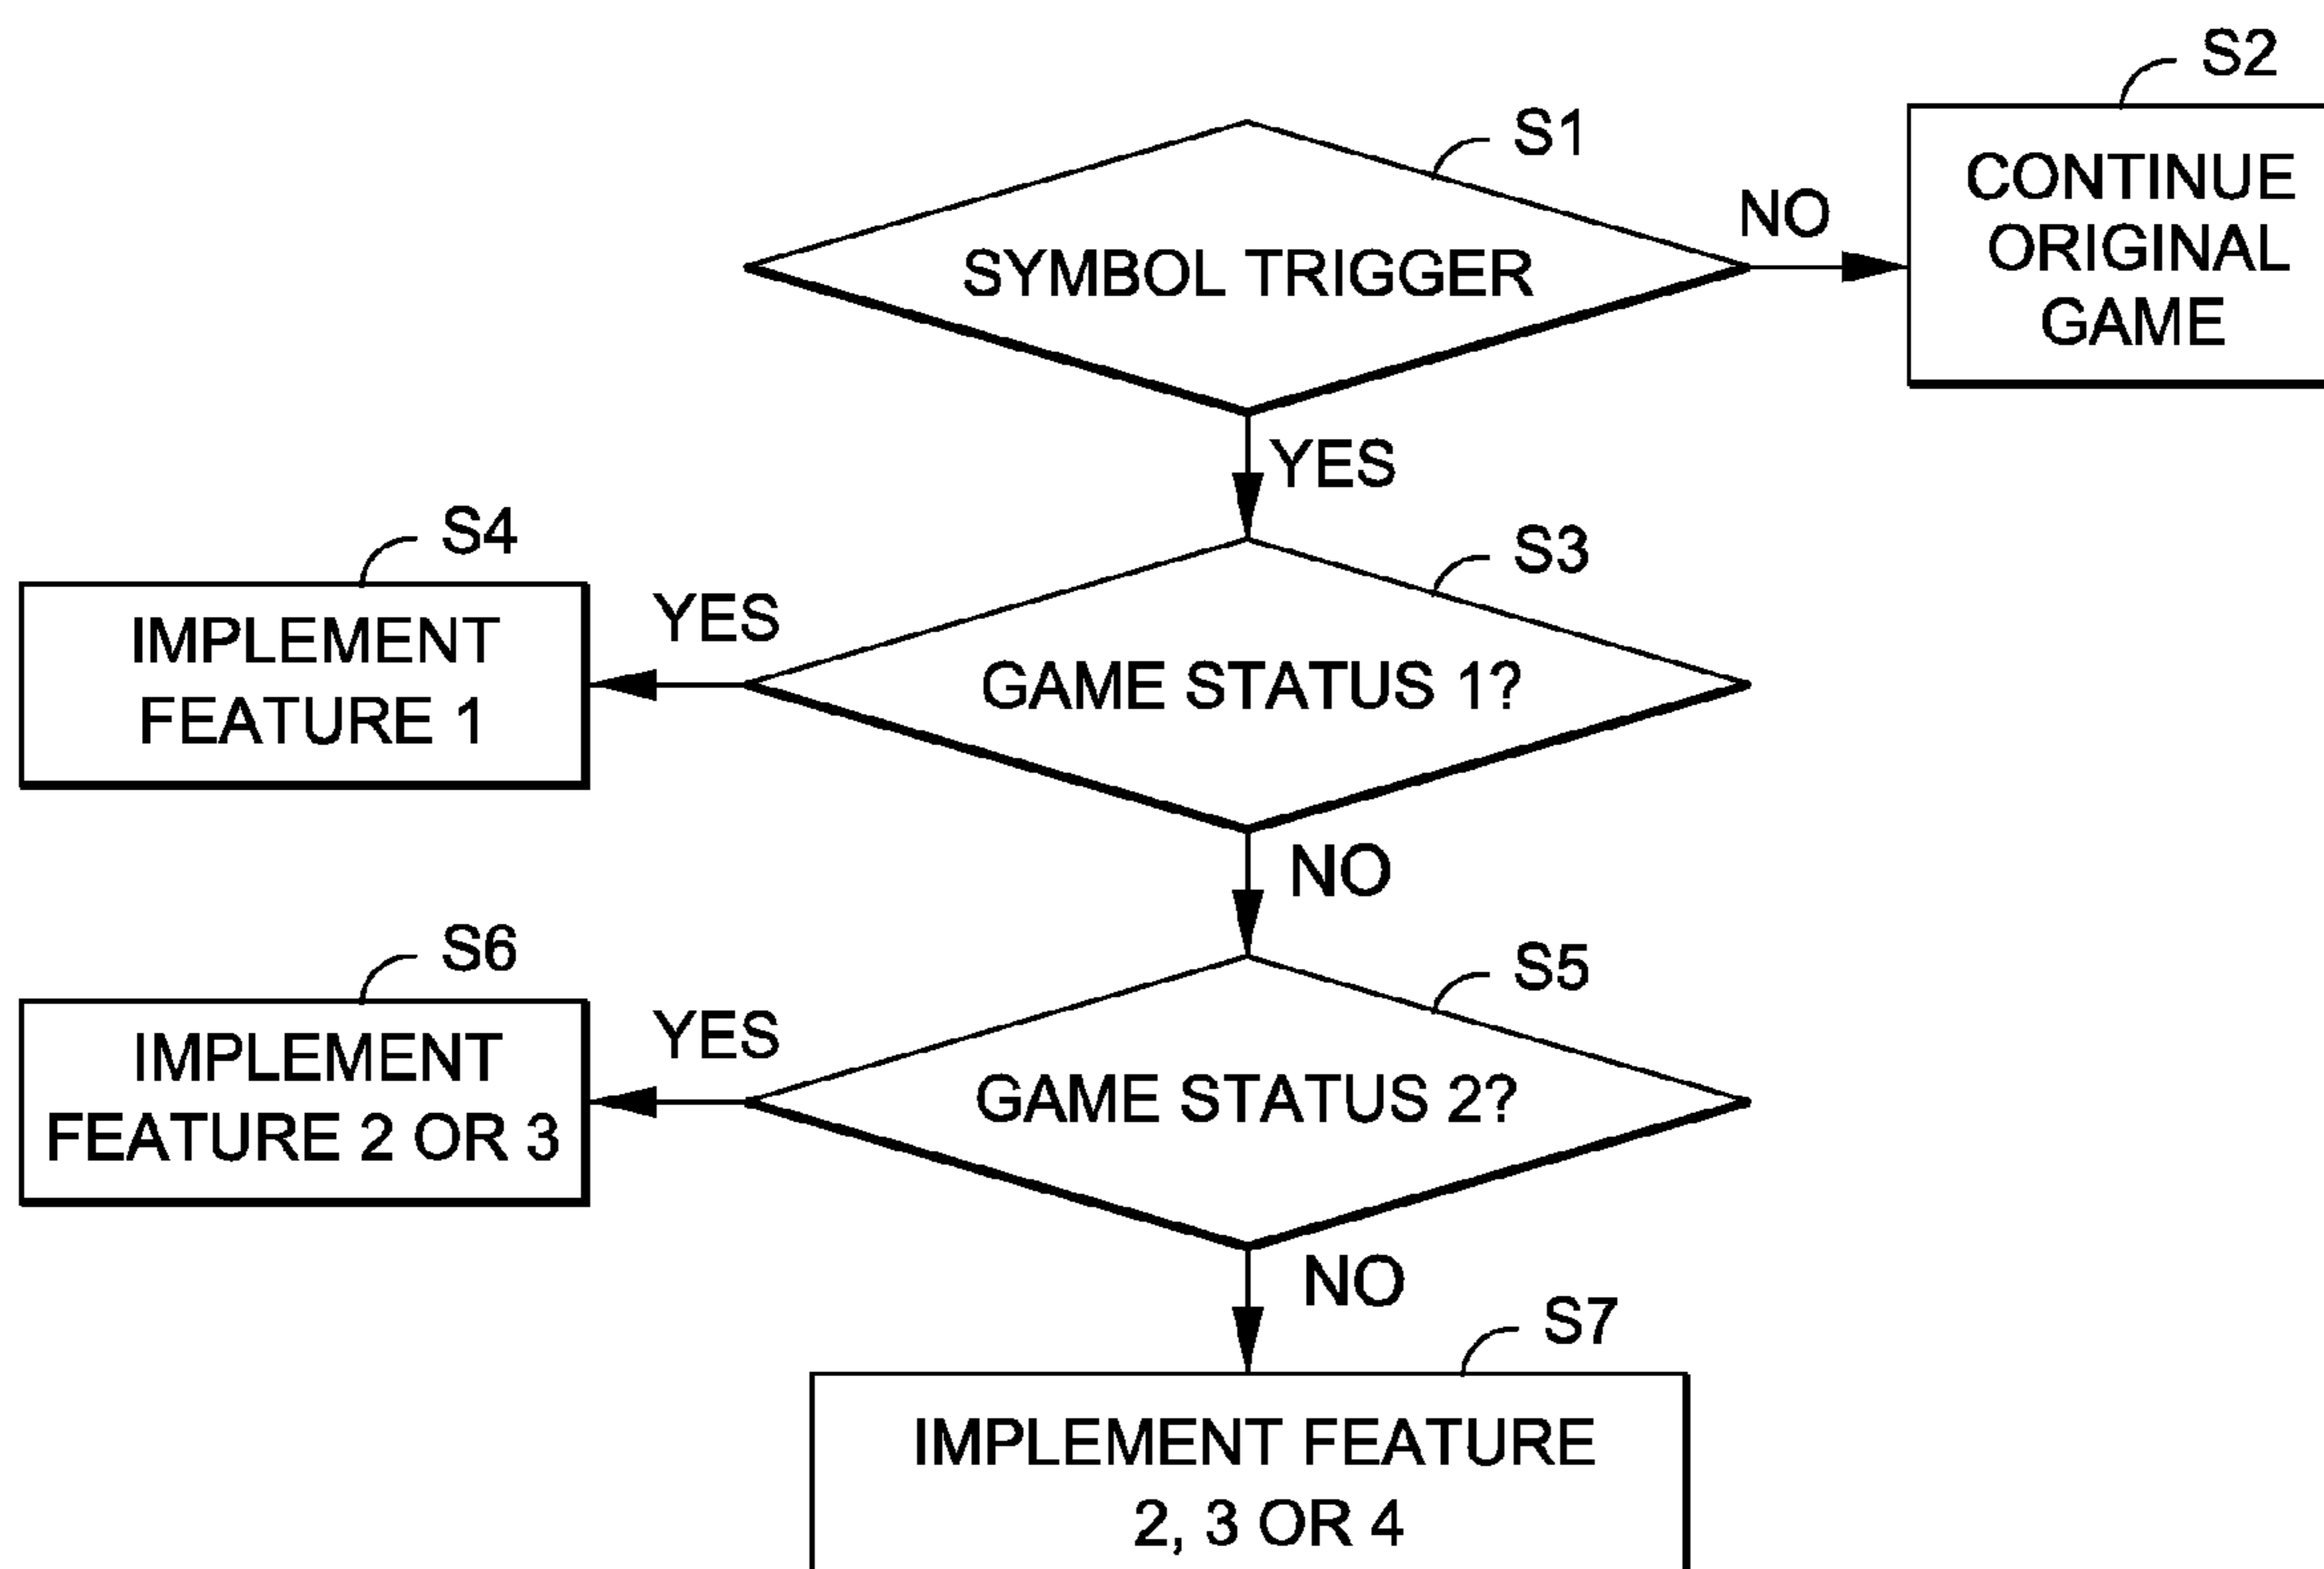 S2
S1
NO
CONTINUE
ORIGINAL
GAME
SYMBOL TRIGGER
YES
S4
S3
IMPLEMENT
FEATURE 1
YES
GAME STATUS 1?
NO
S6
S5
IMPLEMENT
FEATURE 2 OR 3
YES
GAME STATUS 2?
NO
S7
IMPLEMENT FEATURE
2, 3 OR 4